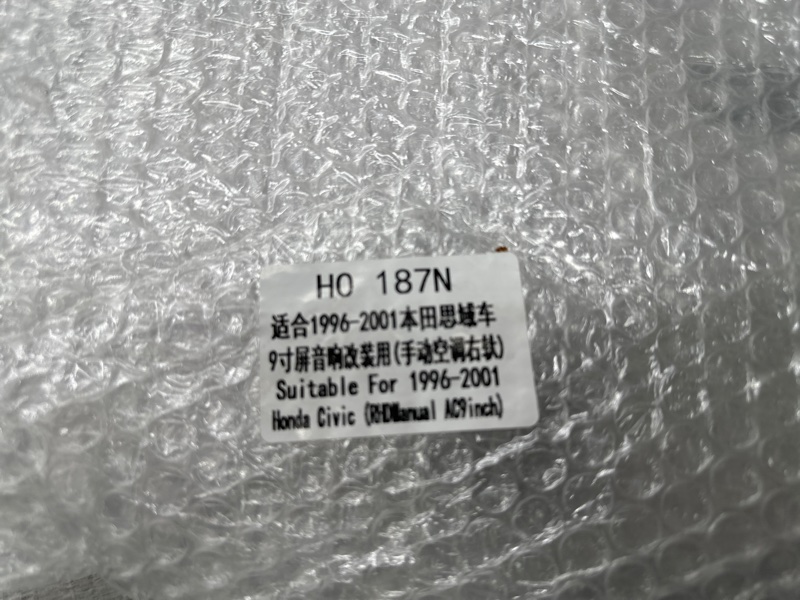 HO 187N
适合1996-2001本田思域车
9寸屏音响改装用(手动空调右钛)
Suitable For 1996-2001
Honda Civic (RHDManual AC9inch)